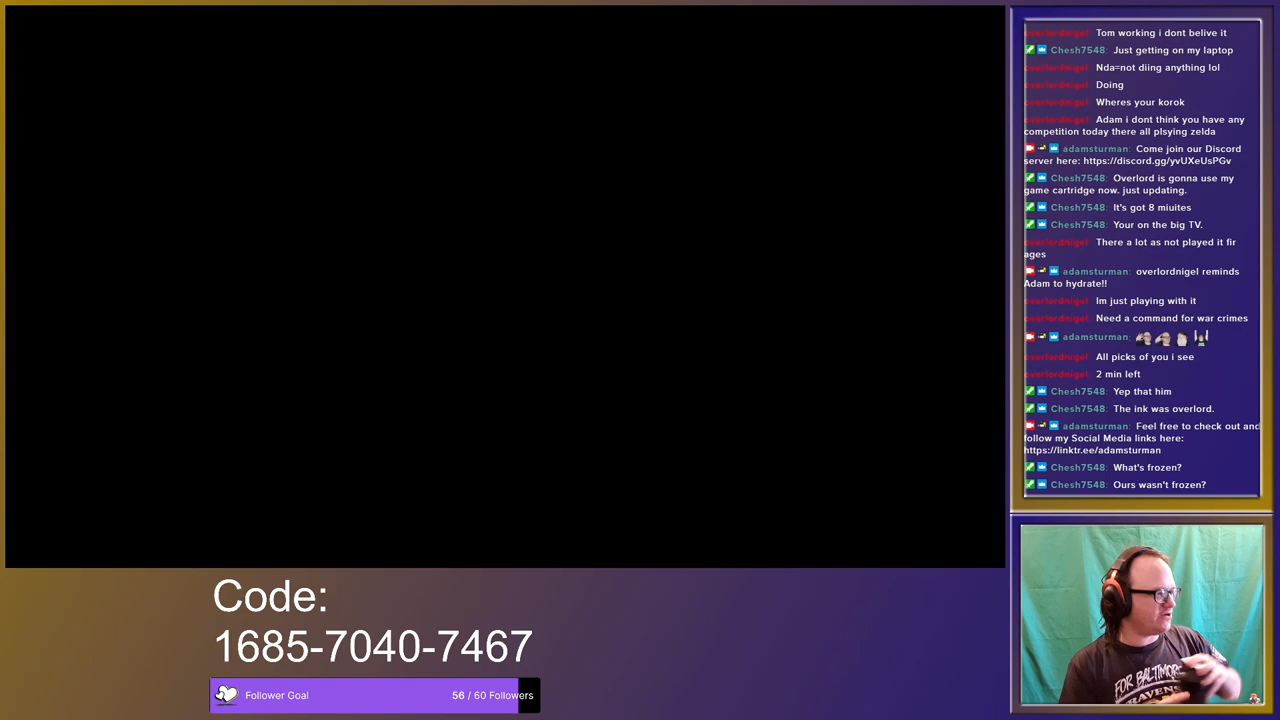 overlordnigel: Tom working i dont belive it
Chesh7548: Just getting on my laptop
overlordnigel: Nda=not diing anything lol
overlordnigel: Doing
overlordnigel: Wheres your korok
overlordnigel: Adam i dont think you have any
competition today there all plsying zelda
adamsturman: Come join our Discord
server here: https://discord.gg/yvUXeUsPGv
Chesh7548: Overlord is gonna use my
game cartridge now. just updating.
Chesh7548: It's got 8 miuites
Chesh7548: Your on the big TV.
overlordnigel: There a lot as not played it fir
ages
adamsturman: overlordnigel reminds
Adam to hydrate!!
overlordnigel: Im just playing with it
overlordnigel: Need a command for war crimes
adamsturman:
overlordnigel: All picks of you i see
overlordnigel: 2 min left
Chesh7548: Yep that him
Chesh7548: The ink was overlord.
adamsturman: Feel free to check out and
follow my Social Media links here:
https://linktr.ee/adamsturman
Chesh7548: What's frozen?
Chesh7548: Ours wasn't frozen?
Code:
1685-7040-7467
Follower Goal 56 / 60 Followers
FOR BALTIMORE
RAVENS